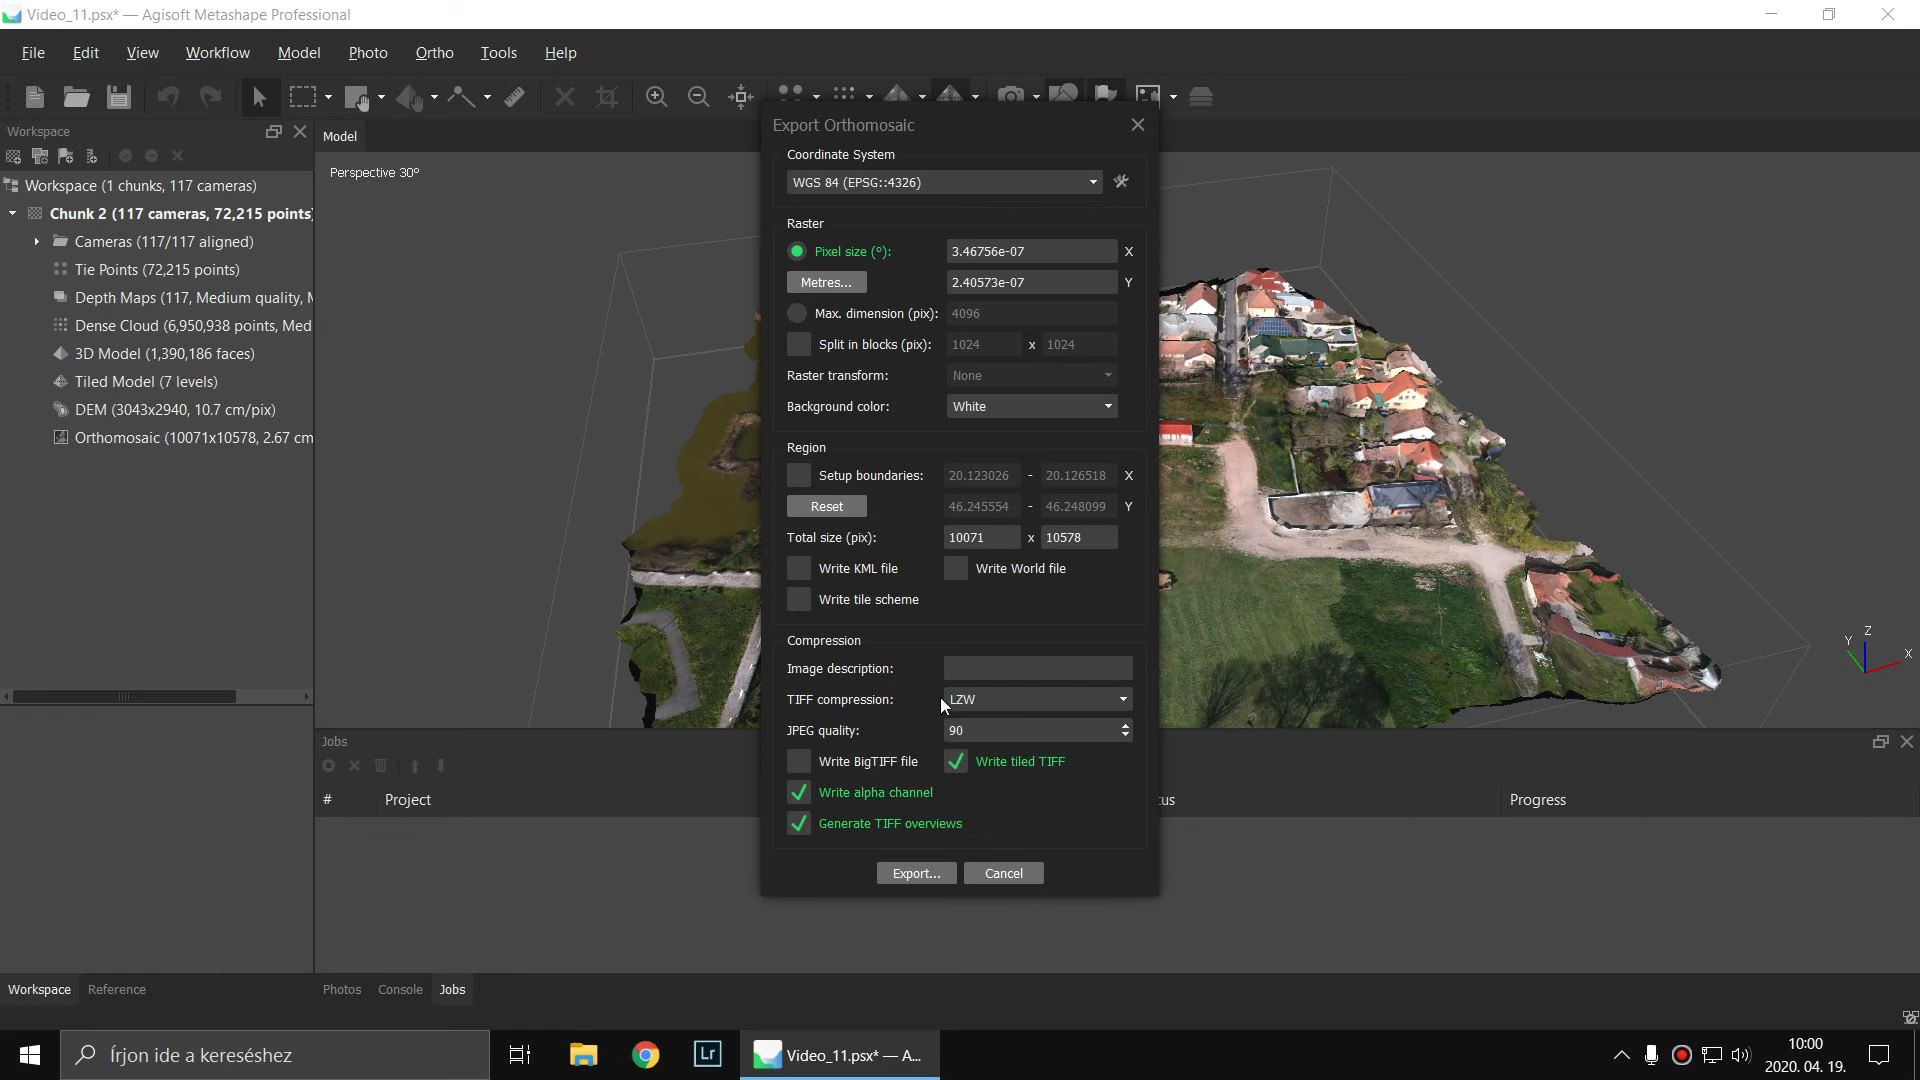 Video_11.psx* — Agisoft Metashape Professional
File Edit View Workflow Model Photo Ortho Tools Help
Workspace
Workspace (1 chunks, 117 cameras)
Chunk 2 (117 cameras, 72,215 points)
Cameras (117/117 aligned)
Tie Points (72,215 points)
Depth Maps (117, Medium quality,
Dense Cloud (6,950,938 points, Med
3D Model (1,390,186 faces)
Tiled Model (7 levels)
DEM (3043x2940, 10.7 cm/pix)
Orthomosaic (10071x10578, 2.67 cm
Model
Perspective 30°
Export Orthomosaic
Coordinate System
WGS 84 (EPSG::4326)
Raster
Pixel size (°): 3.46756e-07 X
Metres... 2.40573e-07 Y
Max. dimension (pix): 4096
Split in blocks (pix): 1024 x 1024
Raster transform: None
Background color: White
Region
Setup boundaries: 20.123026 - 20.126518 X
Reset 46.245554 - 46.248099 Y
Total size (pix): 10071 x 10578
Write KML file Write World file
Write tile scheme
Compression
Image description:
TIFF compression: LZW
JPEG quality: 90
Write BigTIFF file Write tiled TIFF
Write alpha channel
Generate TIFF overviews
Export... Cancel
Z
Y
X
Jobs
# Project tus Progress
Workspace Reference
Photos Console Jobs
Írjon ide a kereséshez
Lr
Video_11.psx* — A...
10:00
2020. 04. 19.